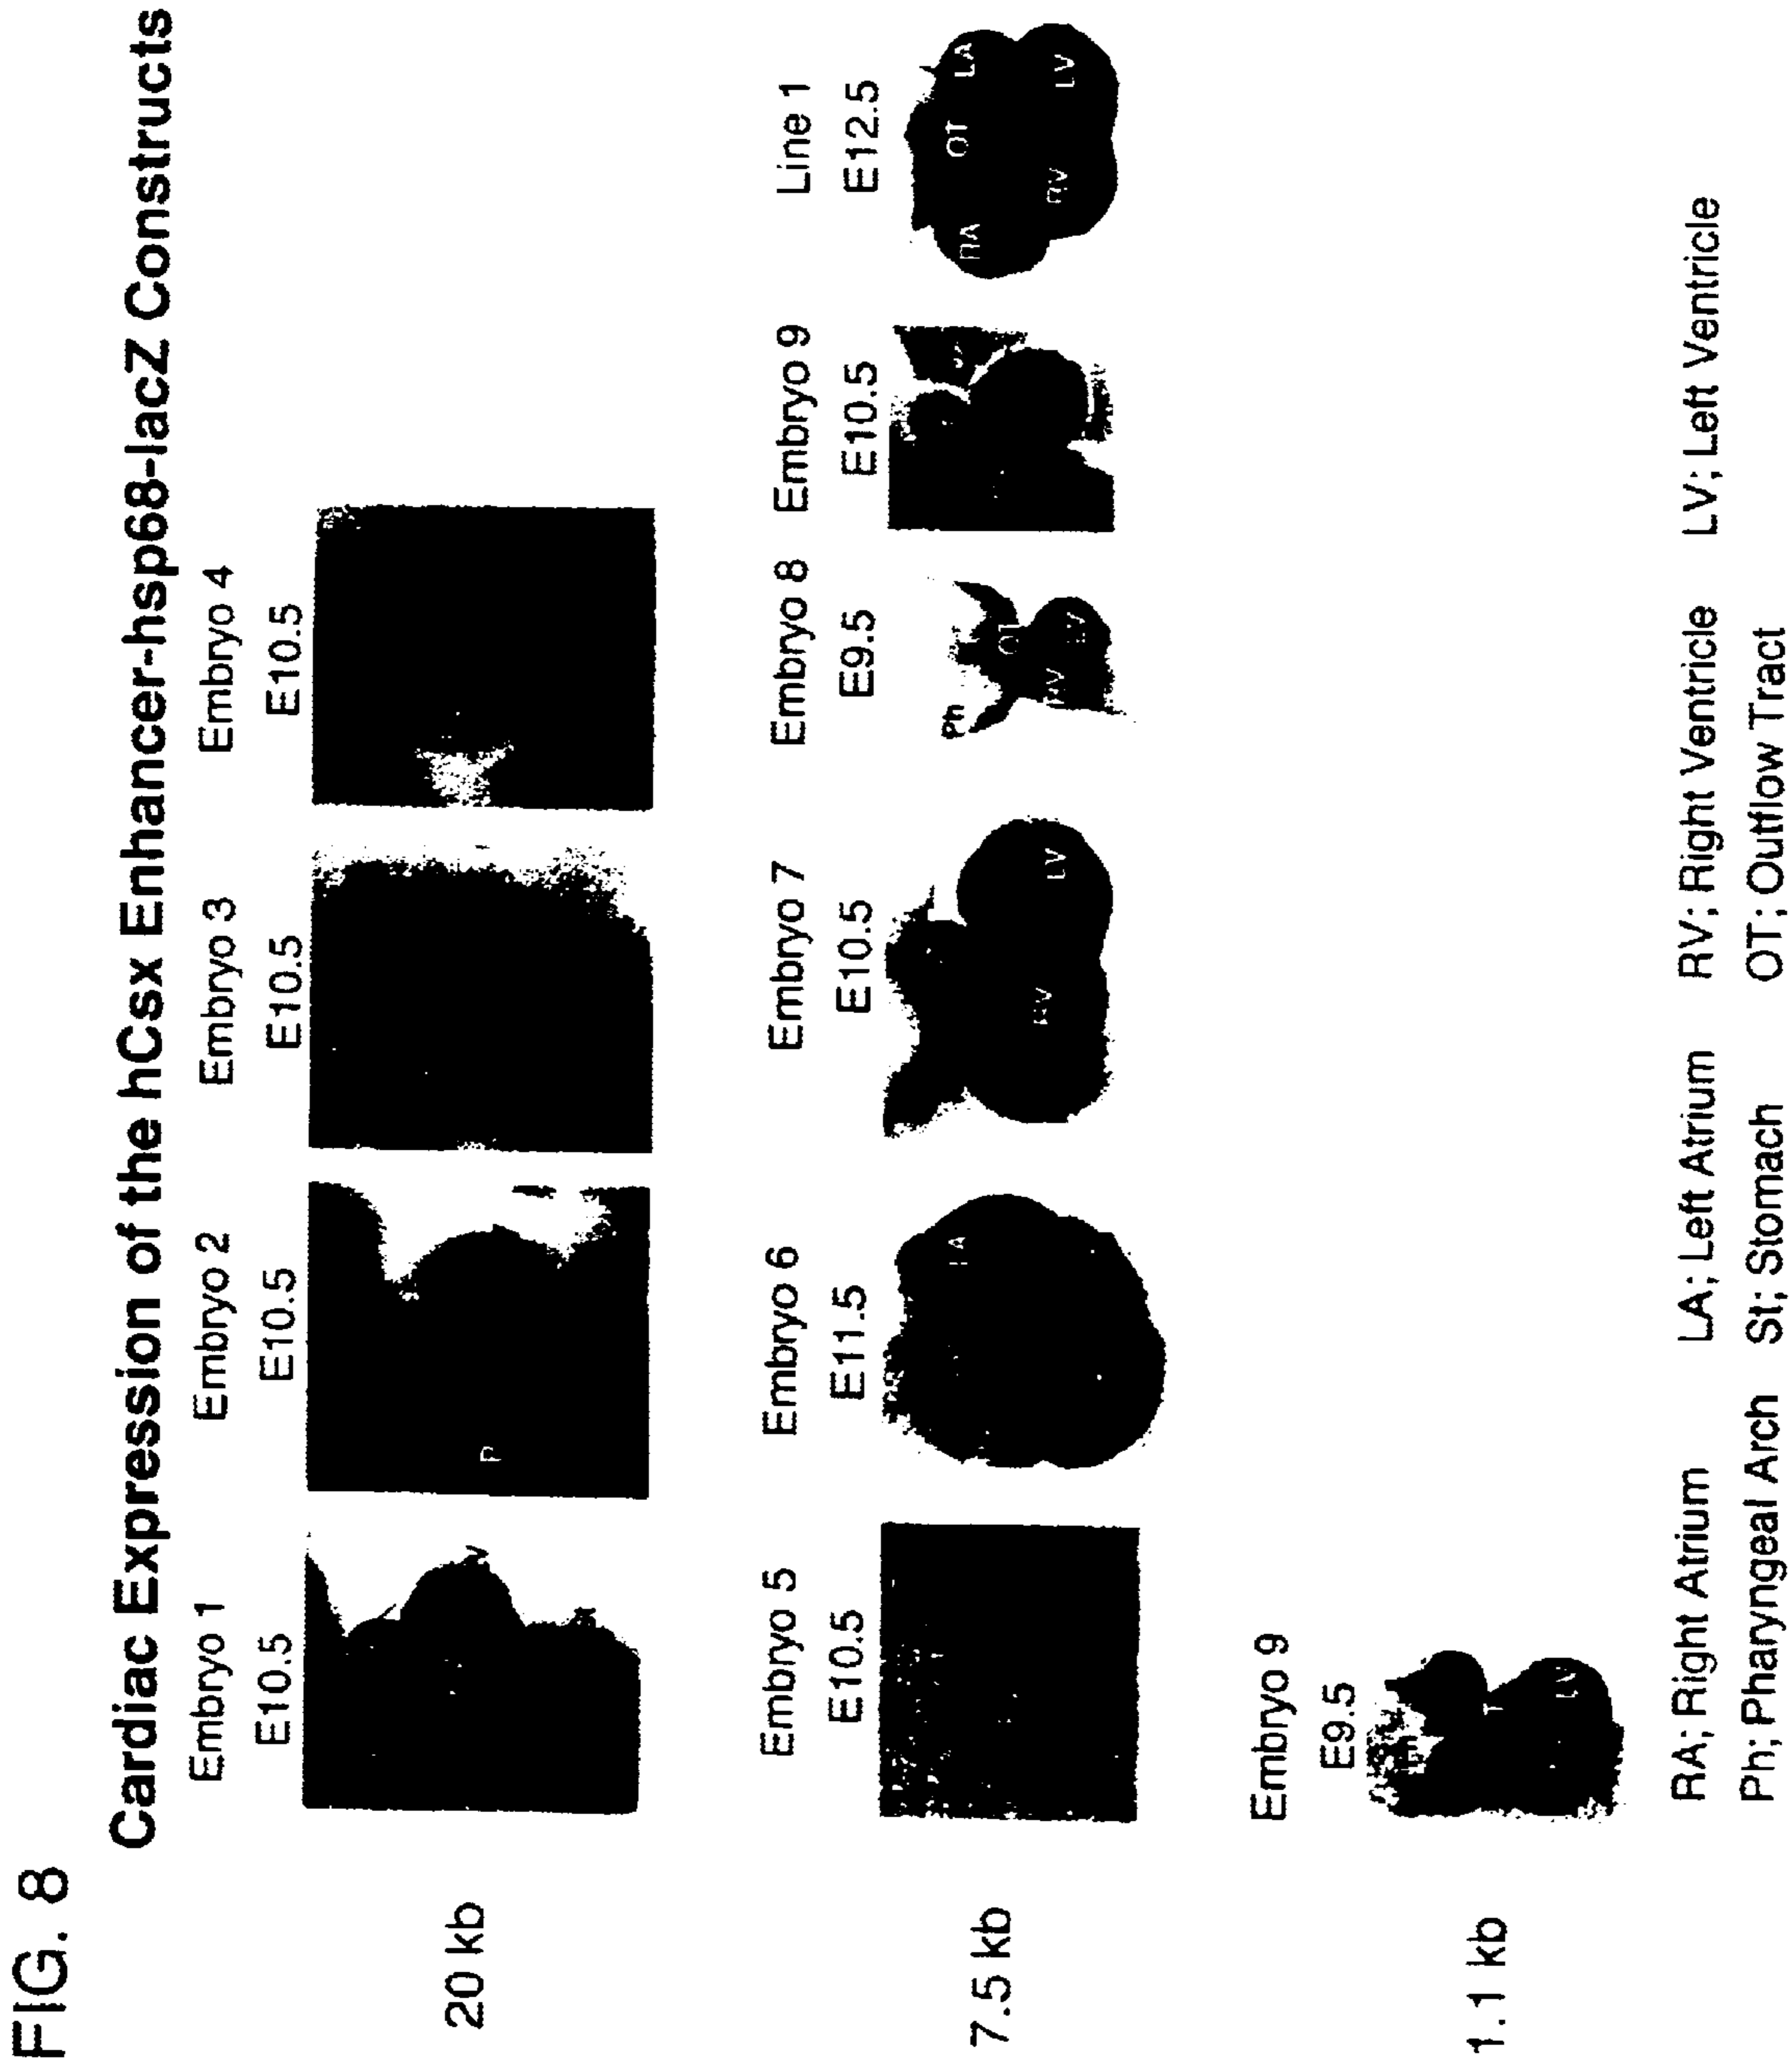 FIG. 8
Cardiac Expression of the hCsx Enhancer-hsp68-lacZ Constructs
Embryo 1 Embryo 2 Embryo 3 Embryo 4
E10.5 E10.5 E10.5 E10.5
20 kb
Embryo 5 Embryo 6 Embryo 7 Embryo 8 Embryo 9 Line 1
E10.5 E11.5 E10.5 E9.5 E10.5 E12.5
7.5 kb
LV
RV
Ph
OT
RV
LV
RA
OT
LA
RV
LV
Embryo 9
E9.5
1.1 kb
LV
RA; Right Atrium LA; Left Atrium RV; Right Ventricle LV; Left Ventricle
Ph; Pharyngeal Arch St; Stomach OT; Outflow Tract